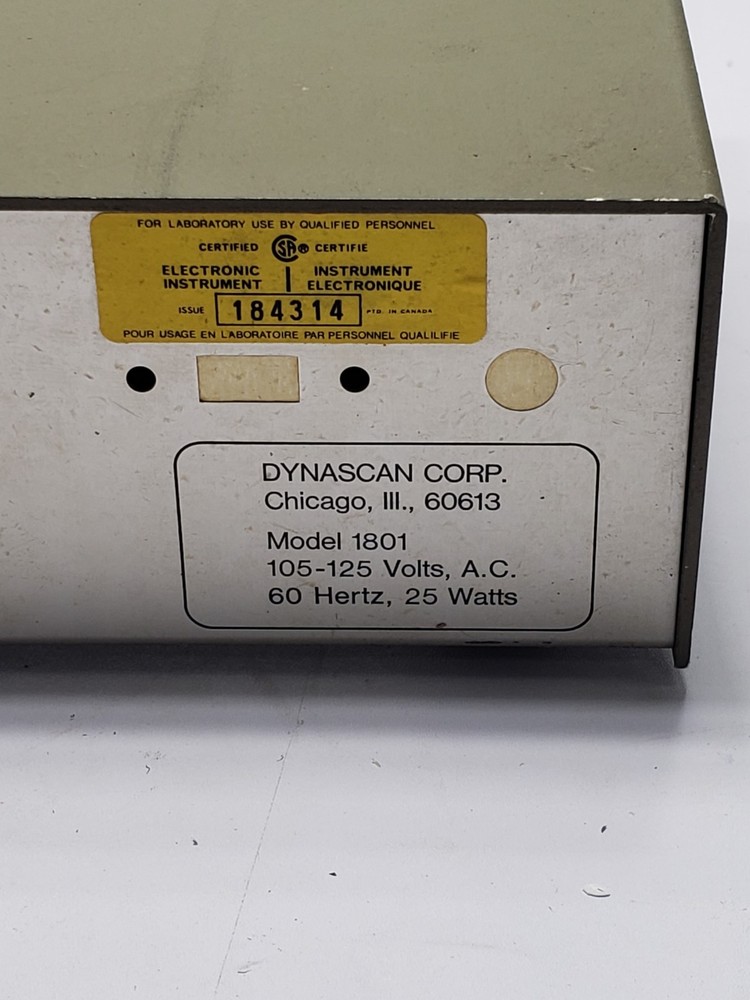 FOR LABORATORY USE BY QUALIFIED PERSONNEL
CERTIFIED SA ® CERTIFIE
ELECTRONIC INSTRUMENT
INSTRUMENT ELECTRONIQUE
ISSUE 184314 PTD. IN CANADA
POUR USAGE EN LABORATOIRE PAR PERSONNEL QUALILIFIE
DYNASCAN CORP.
Chicago, Ill., 60613
Model 1801
105-125 Volts, A.C.
60 Hertz, 25 Watts